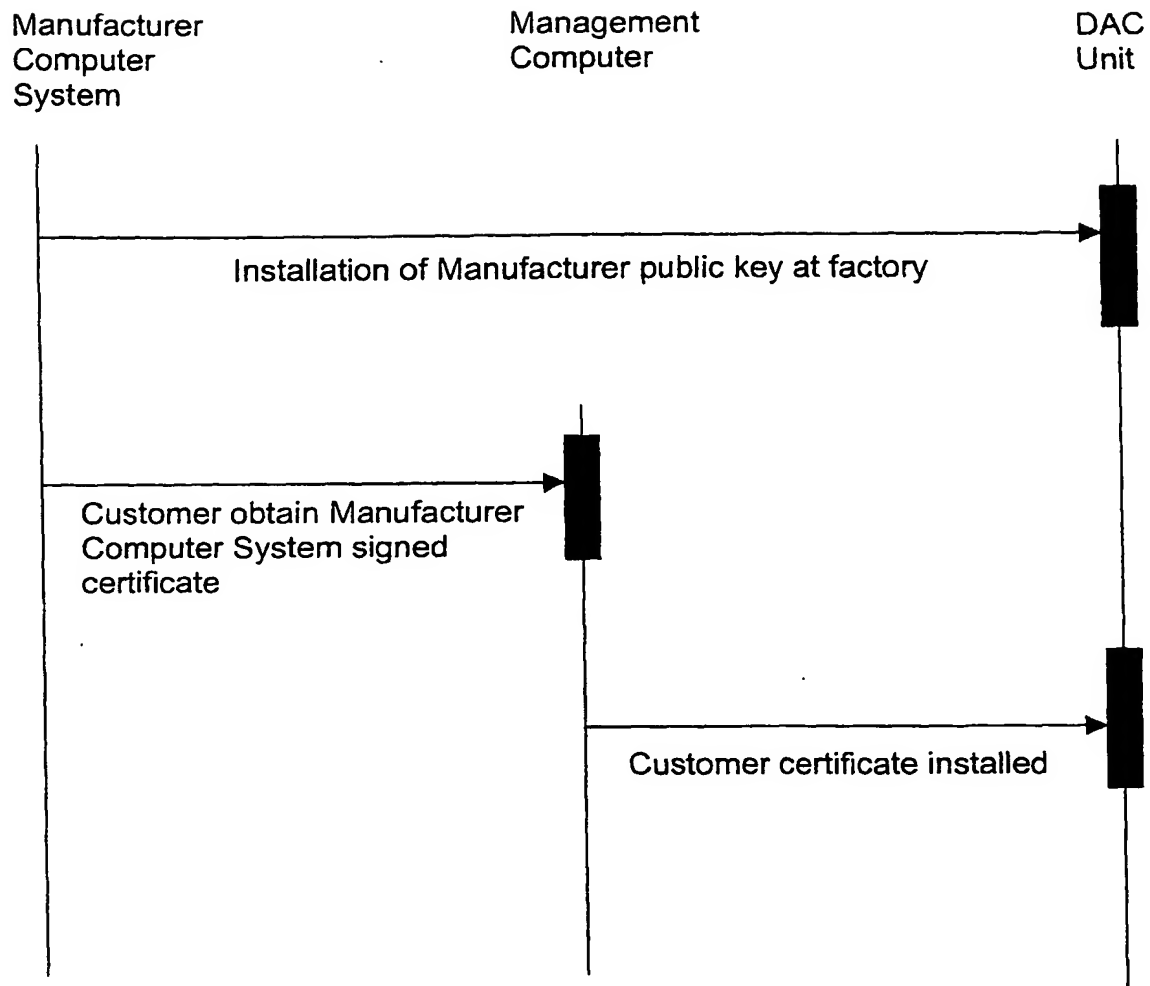 Manufacturer
Computer
System
Management
Computer
DAC
Unit
Installation of Manufacturer public key at factory
Customer obtain Manufacturer
Computer System signed
certificate
Customer certificate installed